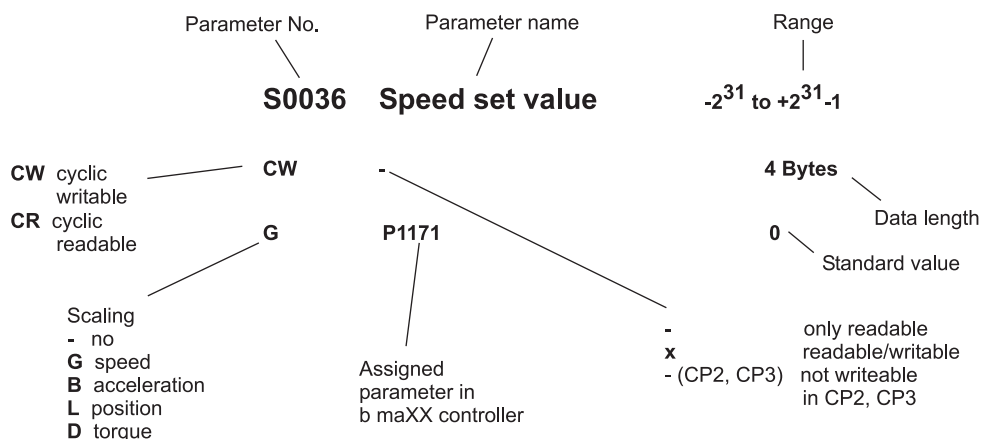 Parameter No. Parameter name Range
S0036 Speed set value -2^31 to +2^31-1
CW cyclic writable
CR cyclic readable
CW - 4 Bytes
Data length
G P1171 0
Standard value
Scaling
- no
G speed
B acceleration
L position
D torque
Assigned
parameter in
b maXX controller
- only readable
x readable/writable
- (CP2, CP3) not writeable
in CP2, CP3